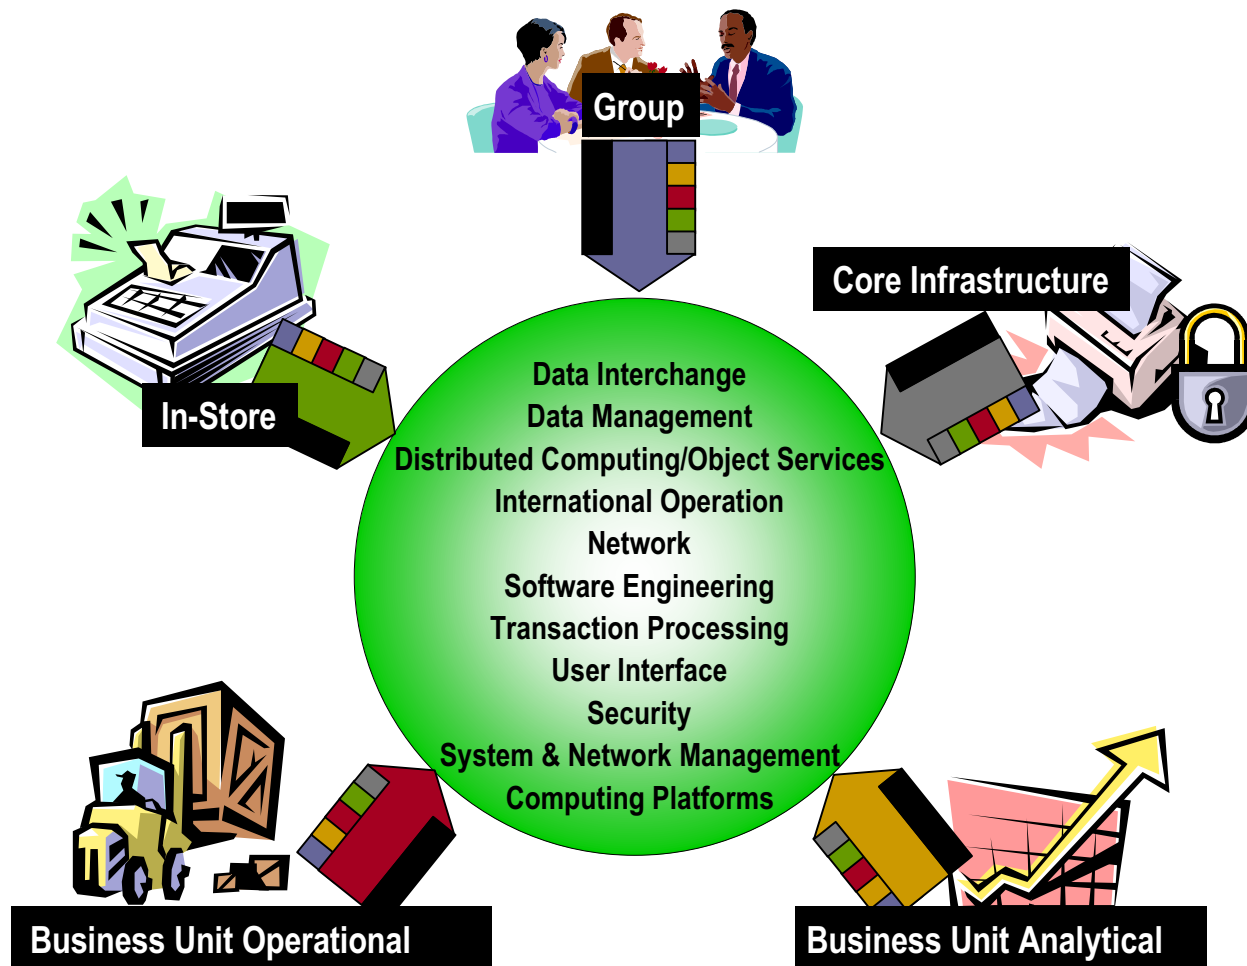 Group
Core Infrastructure
In-Store
Data Interchange
Data Management
Distributed Computing/Object Services
International Operation
Network
Software Engineering
Transaction Processing
User Interface
Security
System & Network Management
Computing Platforms
Business Unit Operational
Business Unit Analytical